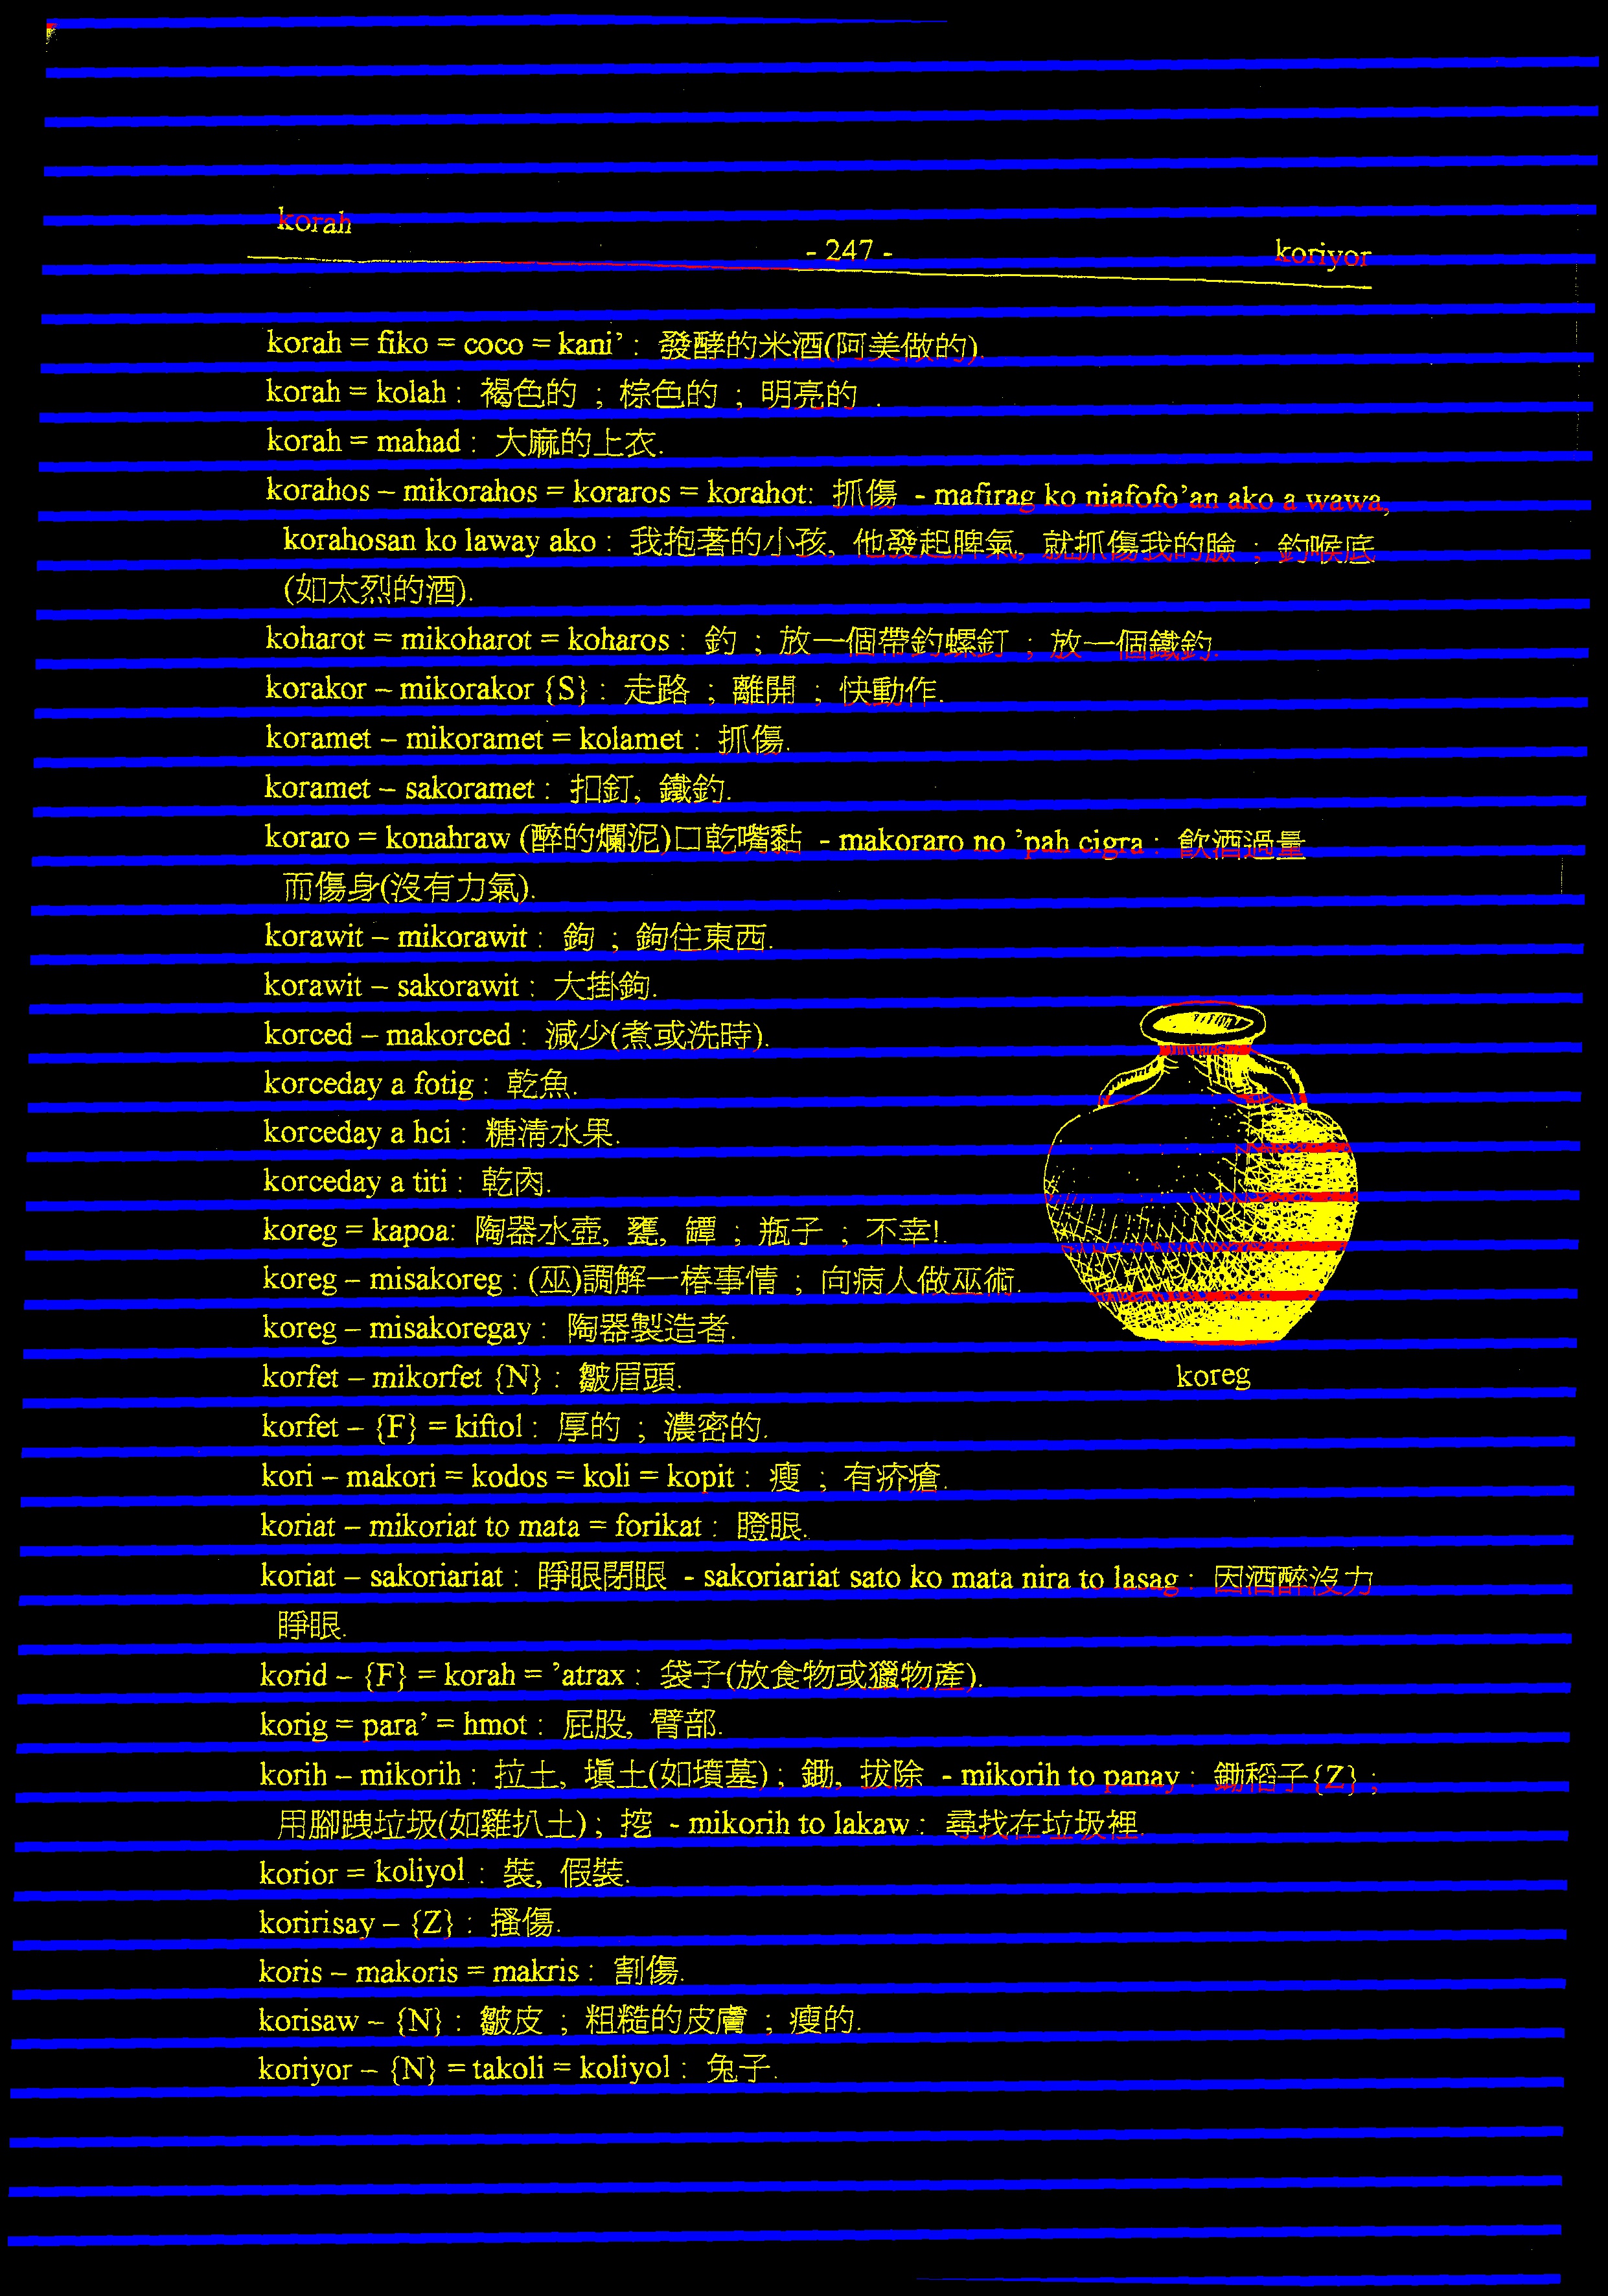 korah
- 247 -
koriyor
korah = fiko = coco = kani’ : 發酵的米酒(阿美做的).
korah = kolah : 褐色的 ; 棕色的 ; 明亮的 .
korah = mahad : 大麻的上衣.
korahos – mikorahos = koraros = korahot: 抓傷 - mafirag ko niafofo’an ako a wawa,
korahosan ko laway ako : 我抱著的小孩, 他發起脾氣, 就抓傷我的臉 ; 釣喉底
(如太烈的酒).
koharot = mikoharot = koharos : 釣 ; 放一個帶釣螺釘 ; 放一個鐵釣.
korakor – mikorakor {S} : 走路 ; 離開 ; 快動作.
koramet – mikoramet = kolamet : 抓傷.
koramet – sakoramet : 扣釘, 鐵釣.
koraro = konahraw (醉的爛泥)口乾嘴黏 - makoraro no ’pah cigra : 飲酒過量
而傷身(沒有力氣).
korawit – mikorawit : 鉤 ; 鉤住東西.
korawit – sakorawit : 大掛鉤.
korced – makorced : 減少(煮或洗時).
korceday a fotig : 乾魚.
korceday a hci : 糖清水果.
korceday a titi : 乾肉.
koreg = kapoa: 陶器水壺, 甕, 罈 ; 瓶子 ; 不幸!.
koreg – misakoreg : (巫)調解一樁事情 ; 向病人做巫術.
koreg – misakoregay : 陶器製造者.
korfet – mikorfet {N} : 皺眉頭.
koreg
korfet – {F} = kiftol : 厚的 ; 濃密的.
kori – makori = kodos = koli = kopit : 瘦 ; 有疥瘡.
koriat – mikoriat to mata = forikat : 瞪眼.
koriat – sakoriariat : 睜眼閉眼 - sakoriariat sato ko mata nira to lasag : 因酒醉沒力
睜眼.
korid – {F} = korah = ’atrax : 袋子(放食物或獵物產).
korig = para’ = hmot : 屁股, 臀部.
korih – mikorih : 拉土, 填土(如墳墓) ; 鋤, 拔除 - mikorih to panay : 鋤稻子{Z} ;
用腳跩垃圾(如雞扒土) ; 挖 - mikorih to lakaw : 尋找在垃圾裡.
korior = koliyol : 裝, 假裝.
koririsay – {Z} : 搔傷.
koris – makoris = makris : 割傷.
korisaw – {N} : 皺皮 ; 粗糙的皮膚 ; 瘦的.
koriyor – {N} = takoli = koliyol : 兔子.